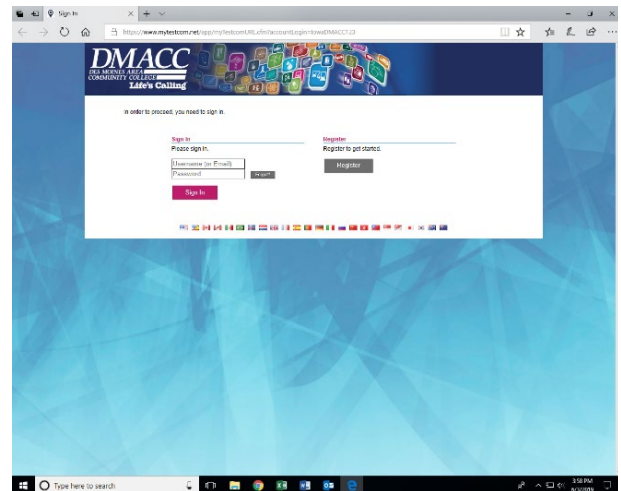 Sign In
https://www.mytestcom.net/app/myTestcomURL.cfm?accountLogin=IowaDMACC123
DMACC
DES MOINES AREA
COMMUNITY COLLEGE
Life's Calling
In order to proceed, you need to sign in.
Sign In
Please sign in.
Username (or Email)
Password
Forgot?
Sign In
Register
Register to get started.
Register
Type here to search
3:58 PM